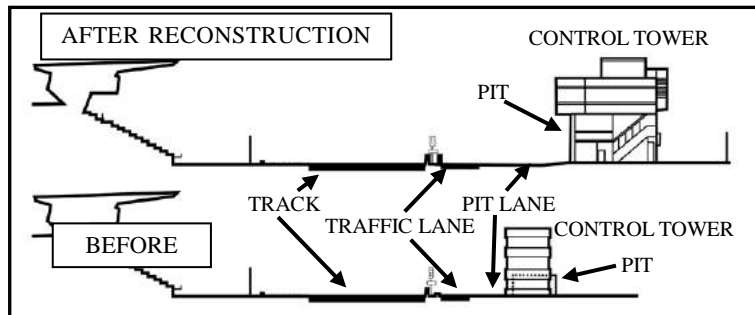 AFTER RECONSTRUCTION
CONTROL TOWER
PIT
TRACK
TRAFFIC LANE
PIT LANE
BEFORE
CONTROL TOWER
PIT